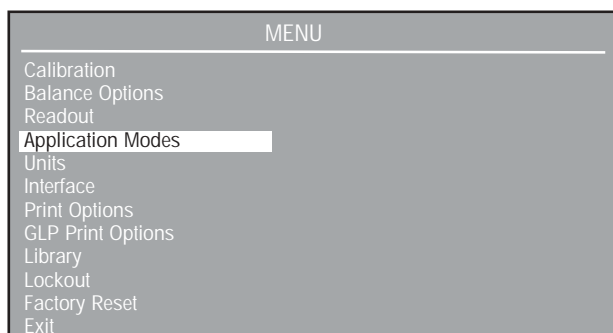 MENU
Calibration
Balance Options
Readout
Application Modes
Units
Interface
Print Options
GLP Print Options
Library
Lockout
Factory Reset
Exit